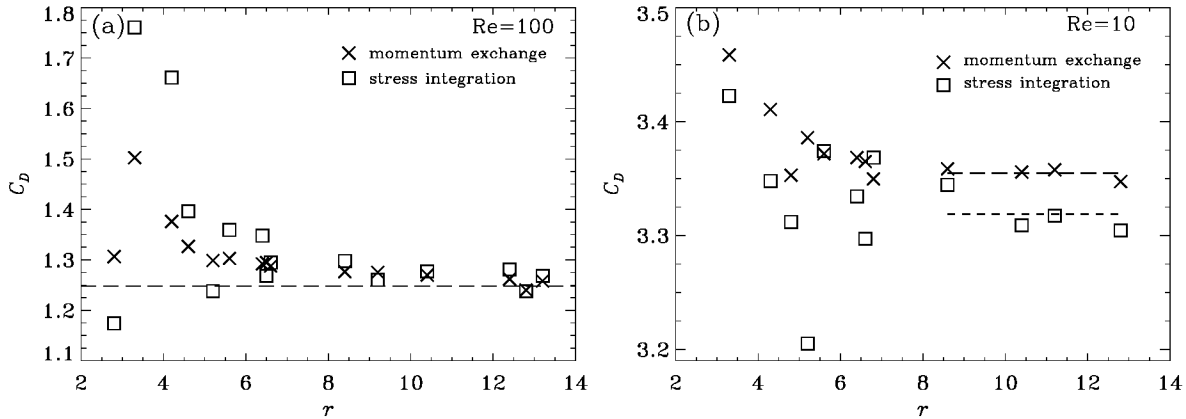 (a)
Re=100
× momentum exchange
□ stress integration
1.8
1.7
1.6
1.5
1.4
1.3
1.2
1.1
C_D
2 4 6 8 10 12 14
r
(b)
Re=10
× momentum exchange
□ stress integration
3.5
3.4
3.3
3.2
C_D
2 4 6 8 10 12 14
r